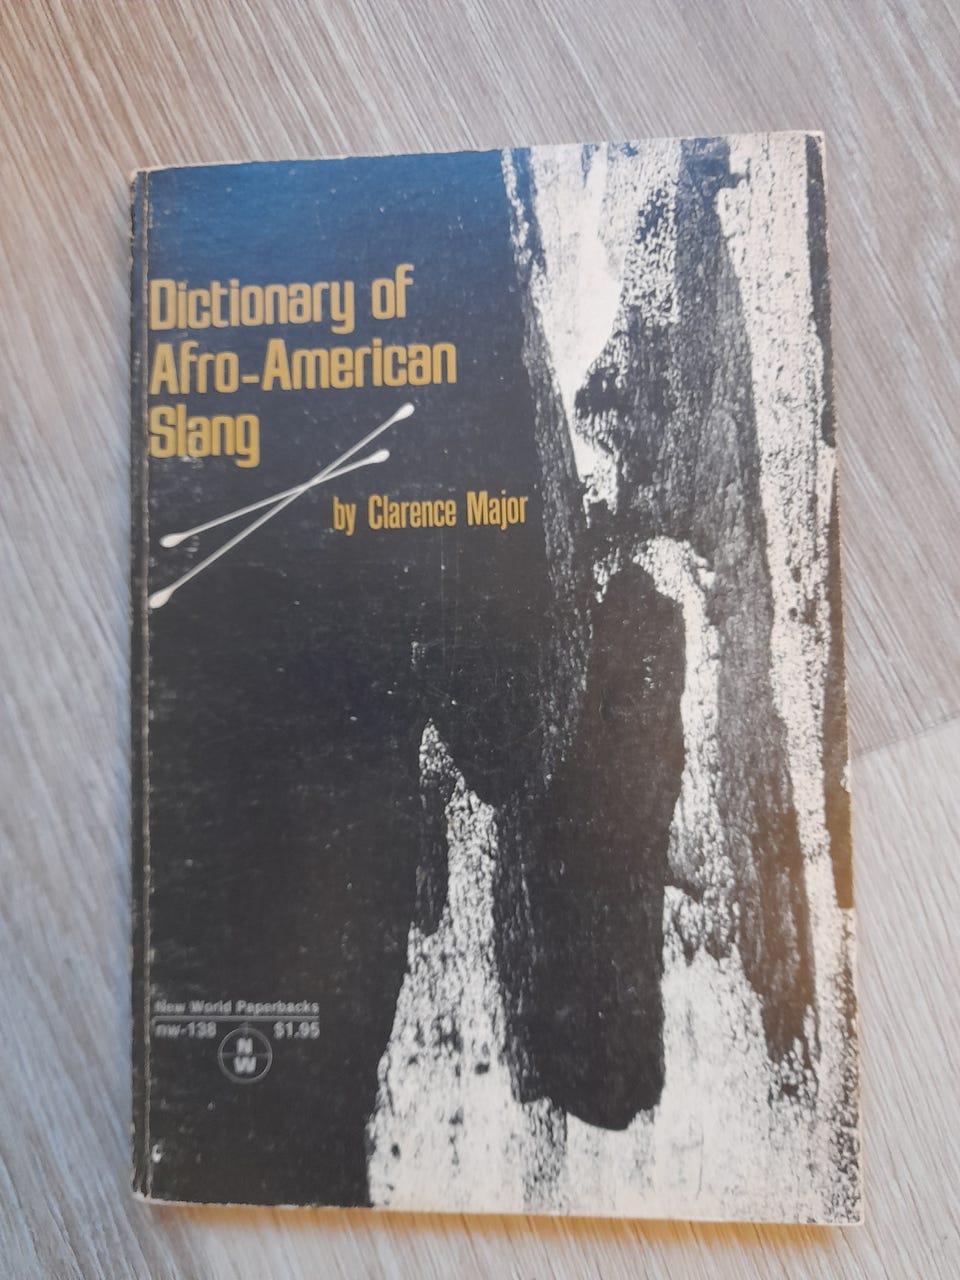 Dictionary of
Afro-American
Slang
by Clarence Major
New World Paperbacks
nw-138 $1.95
N
W